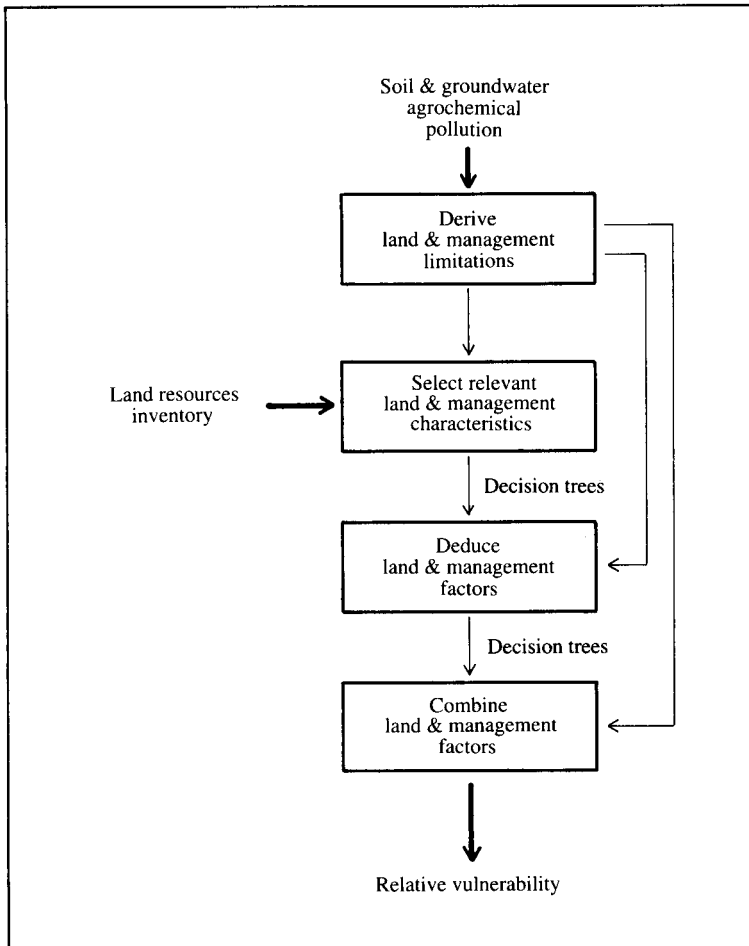 Soil & groundwater
agrochemical
pollution
Derive
land & management
limitations
Land resources
inventory
Select relevant
land & management
characteristics
Decision trees
Deduce
land & management
factors
Decision trees
Combine
land & management
factors
Relative vulnerability